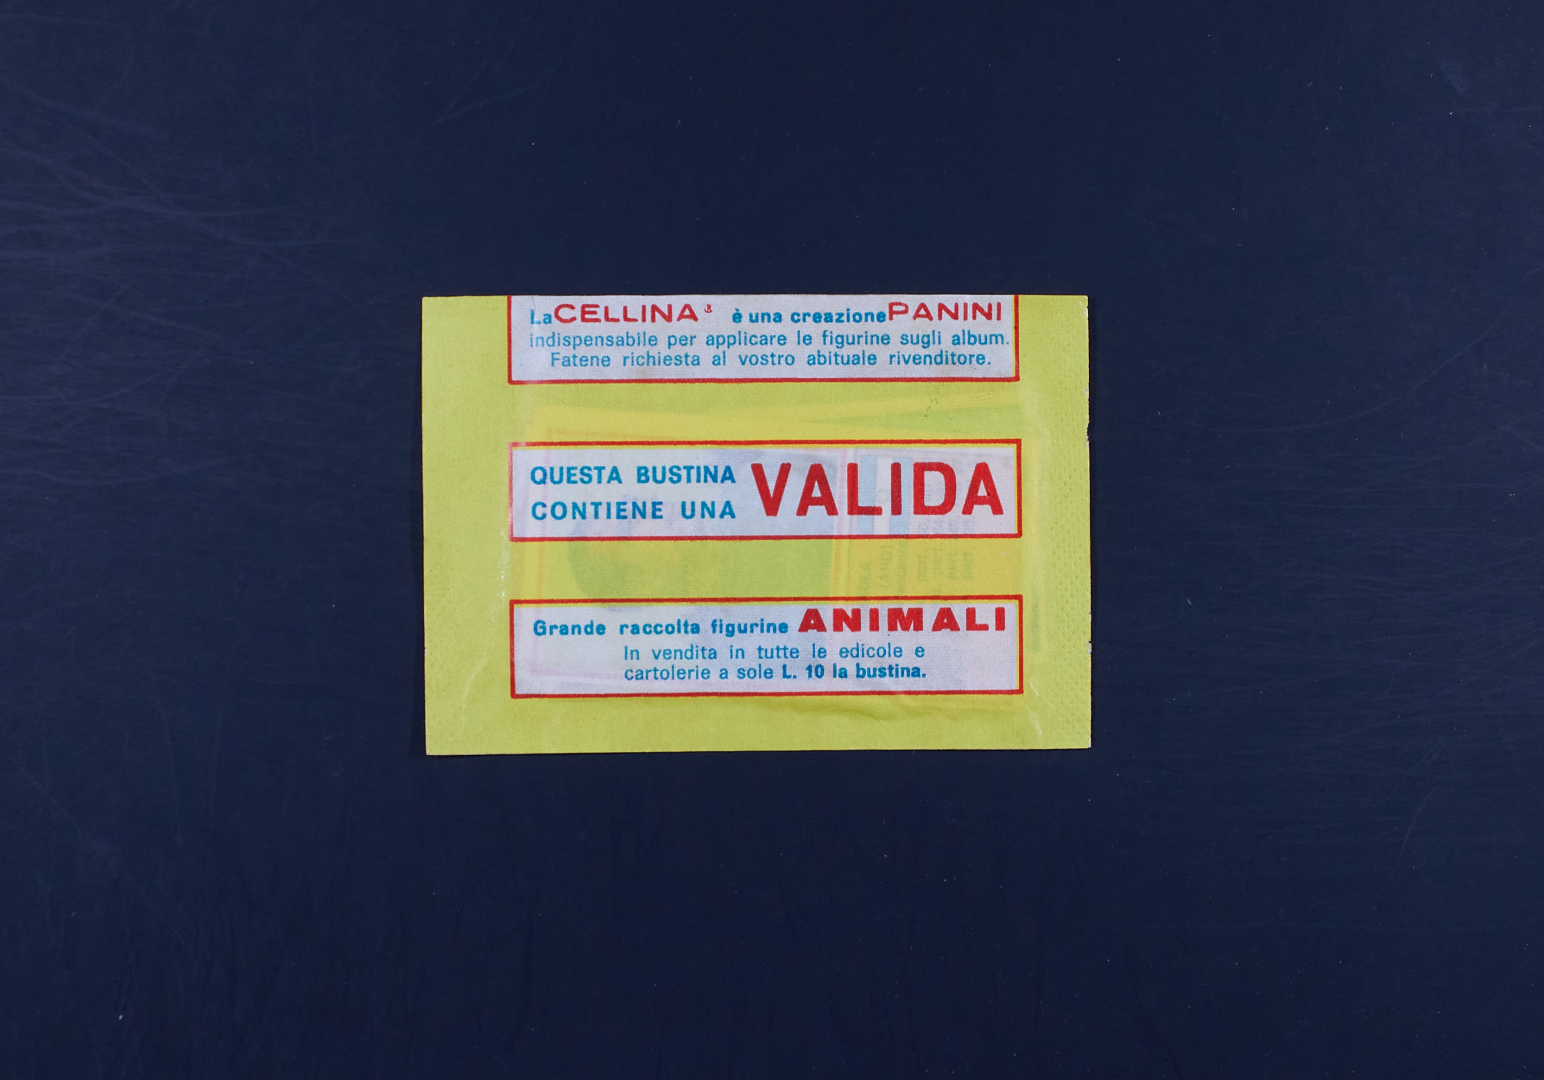 La CELLINA è una creazione PANINI
indispensabile per applicare le figurine sugli album.
Fatene richiesta al vostro abituale rivenditore.
QUESTA BUSTINA
CONTIENE UNA
VALIDA
Grande raccolta figurine ANIMALI
In vendita in tutte le edicole e
cartolerie a sole L. 10 la bustina.